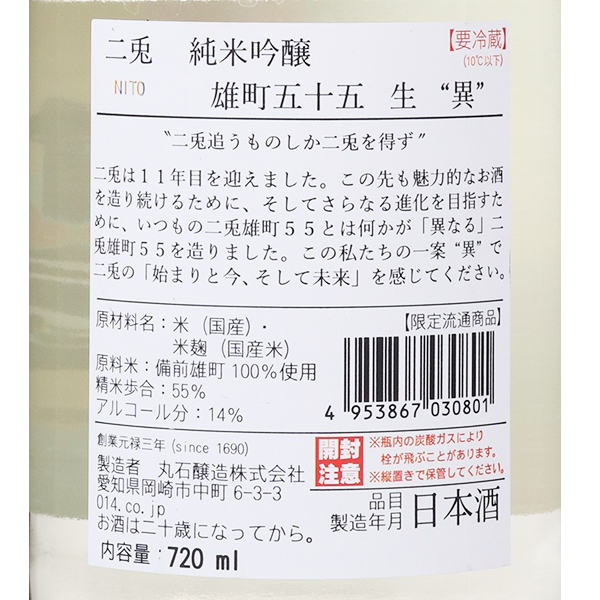 二兎 純米吟醸 【要冷蔵】
NITO (10℃以下)
雄町五十五 生 “異”
“二兎追うものしか二兎を得ず”
二兎は11年目を迎えました。この先も魅力的なお酒
を造り続けるために、そしてさらなる進化を目指すた
めに、いつもの二兎雄町55とは何かが「異なる」二
兎雄町55を造りました。この私たちの一案“異”で
二兎の「始まりと今、そして未来」を感じてください。
原材料名：米（国産）・
米麹（国産米）
原料米：備前雄町100%使用
精米歩合：55%
アルコール分：14%
【限定流通商品】
4 953867 030801
創業元禄三年 (since 1690)
製造者 丸石醸造株式会社
愛知県岡崎市中町6-3-3
014.co.jp
お酒は二十歳になってから。
内容量：720 ml
開封
注意
※瓶内の炭酸ガスにより
栓が飛ぶことがあります。
※縦置きで保管してください。
品目 日本酒
製造年月